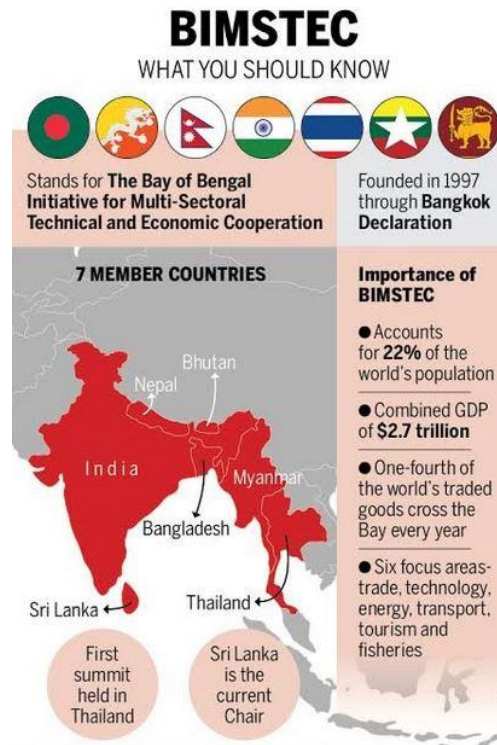 BIMSTEC
WHAT YOU SHOULD KNOW
Stands for The Bay of Bengal
Initiative for Multi-Sectoral
Technical and Economic Cooperation
Founded in 1997
through Bangkok
Declaration
7 MEMBER COUNTRIES
Bhutan
Nepal
India
Myanmar
Bangladesh
Sri Lanka
Thailand
First
summit
held in
Thailand
Sri Lanka
is the
current
Chair
Importance of
BIMSTEC
● Accounts
for 22% of the
world's population
● Combined GDP
of $2.7 trillion
● One-fourth of
the world's traded
goods cross the
Bay every year
● Six focus areas-
trade, technology,
energy, transport,
tourism and
fisheries